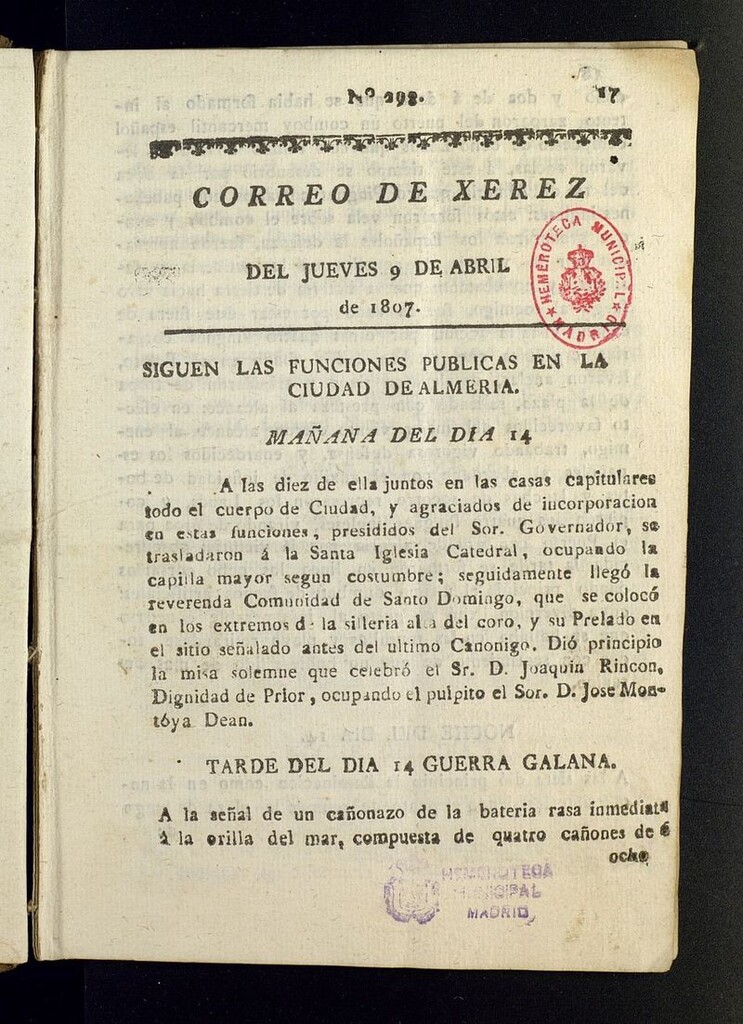 Nº 298. 17
CORREO DE XEREZ
DEL JUEVES 9 DE ABRIL
de 1807.
HEMEROTECA MUNICIPAL
MADRID
SIGUEN LAS FUNCIONES PUBLICAS EN LA
CIUDAD DE ALMERIA.
MAÑANA DEL DIA 14
A las diez de ella juntos en las casas capitulares
todo el cuerpo de Ciudad, y agraciados de incorporacion
en estas funciones, presididos del Sor. Governador, se
trasladaron á la Santa Iglesia Catedral, ocupando la
capilla mayor segun costumbre; seguidamente llegó la
reverenda Comunidad de Santo Domingo, que se colocó
en los extremos de la silleria alta del coro, y su Prelado en
el sitio señalado antes del ultimo Canonigo. Dió principio
la misa solemne que celebró el Sr. D. Joaquin Rincon,
Dignidad de Prior, ocupando el pulpito el Sor. D. Jose Mon-
tóya Dean.
TARDE DEL DIA 14 GUERRA GALANA.
A la señal de un cañonazo de la bateria rasa inmediata
á la orilla del mar, compuesta de quatro cañones de á
ocho
HEMEROTECA
MUNICIPAL
MADRID